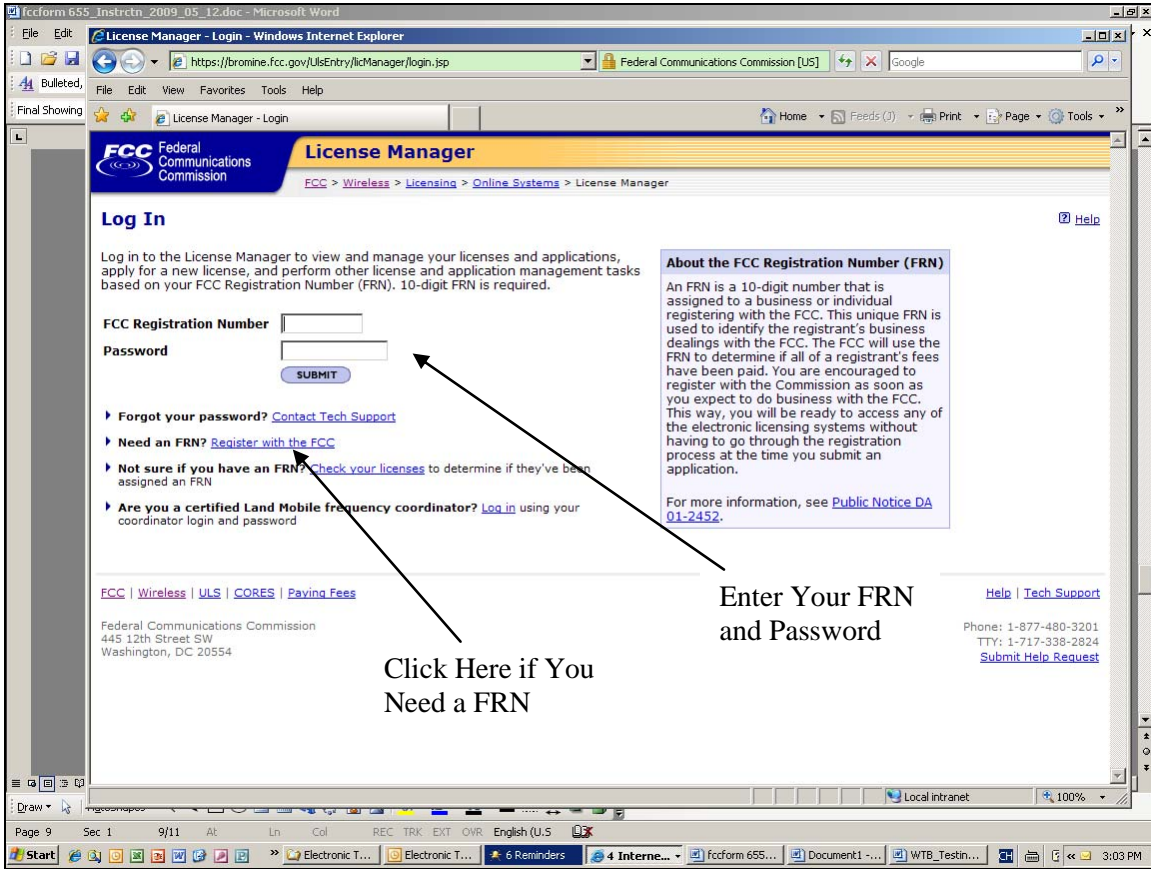 fccform 655_Instrctn_2009_05_12.doc - Microsoft Word
File Edit
License Manager - Login - Windows Internet Explorer
https://bromine.fcc.gov/UlsEntry/licManager/login.jsp
Federal Communications Commission [US]
Google
Bulleted,
File Edit View Favorites Tools Help
Final Showing
License Manager - Login
Home Feeds (J) Print Page Tools
FCC Federal
Communications
Commission
License Manager
FCC > Wireless > Licensing > Online Systems > License Manager
Log In
Help
Log in to the License Manager to view and manage your licenses and applications,
apply for a new license, and perform other license and application management tasks
based on your FCC Registration Number (FRN). 10-digit FRN is required.
FCC Registration Number
Password
SUBMIT
Forgot your password? Contact Tech Support
Need an FRN? Register with the FCC
Not sure if you have an FRN? Check your licenses to determine if they've been
assigned an FRN
Are you a certified Land Mobile frequency coordinator? Log in using your
coordinator login and password
About the FCC Registration Number (FRN)
An FRN is a 10-digit number that is
assigned to a business or individual
registering with the FCC. This unique FRN is
used to identify the registrant's business
dealings with the FCC. The FCC will use the
FRN to determine if all of a registrant's fees
have been paid. You are encouraged to
register with the Commission as soon as
you expect to do business with the FCC.
This way, you will be ready to access any of
the electronic licensing systems without
having to go through the registration
process at the time you submit an
application.
For more information, see Public Notice DA
01-2452.
Enter Your FRN
and Password
Click Here if You
Need a FRN
FCC | Wireless | ULS | CORES | Paying Fees
Help | Tech Support
Federal Communications Commission
445 12th Street SW
Washington, DC 20554
Phone: 1-877-480-3201
TTY: 1-717-338-2824
Submit Help Request
Local intranet
100%
Draw
Page 9 Sec 1 9/11 At Ln Col REC TRK EXT OVR English (U.S
Start
Electronic T...
Electronic T...
6 Reminders
4 Interne...
fccform 655...
Document1 -...
WTB_Testin...
CH
3:03 PM